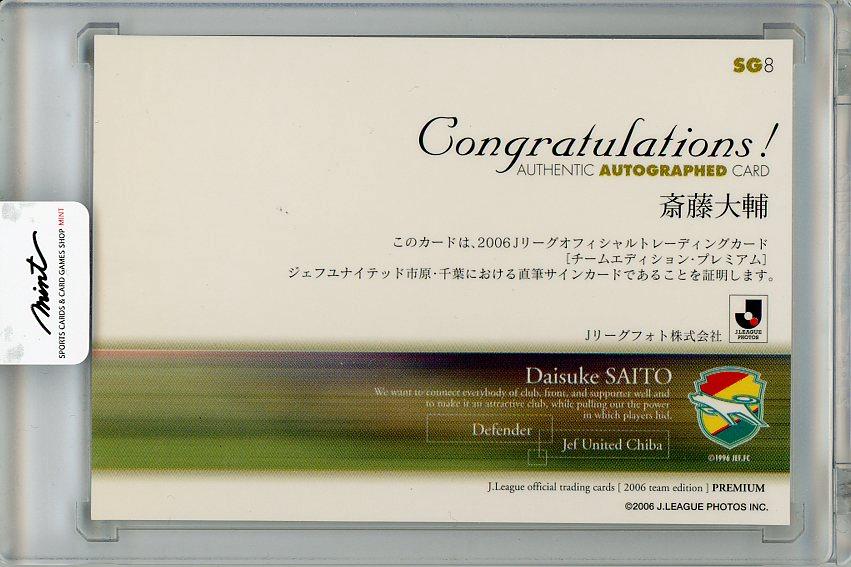 SG8
Congratulations!
AUTHENTIC AUTOGRAPHED CARD
斎藤大輔
このカードは、2006Jリーグオフィシャルトレーディングカード
[チームエディション・プレミアム]
ジェフユナイテッド市原・千葉における直筆サインカードであることを証明します。
Jリーグフォト株式会社
J.LEAGUE
PHOTOS
mint
SPORTS CARDS & CARD GAMES SHOP MINT
Daisuke SAITO
We want to connect everybody of club, front, and supporter well and
to make it an attractive club, while pulling out the power
in which players hid.
Defender
Jef United Chiba
©1996 JEF.FC
J.League official trading cards [ 2006 team edition ] PREMIUM
©2006 J.LEAGUE PHOTOS INC.